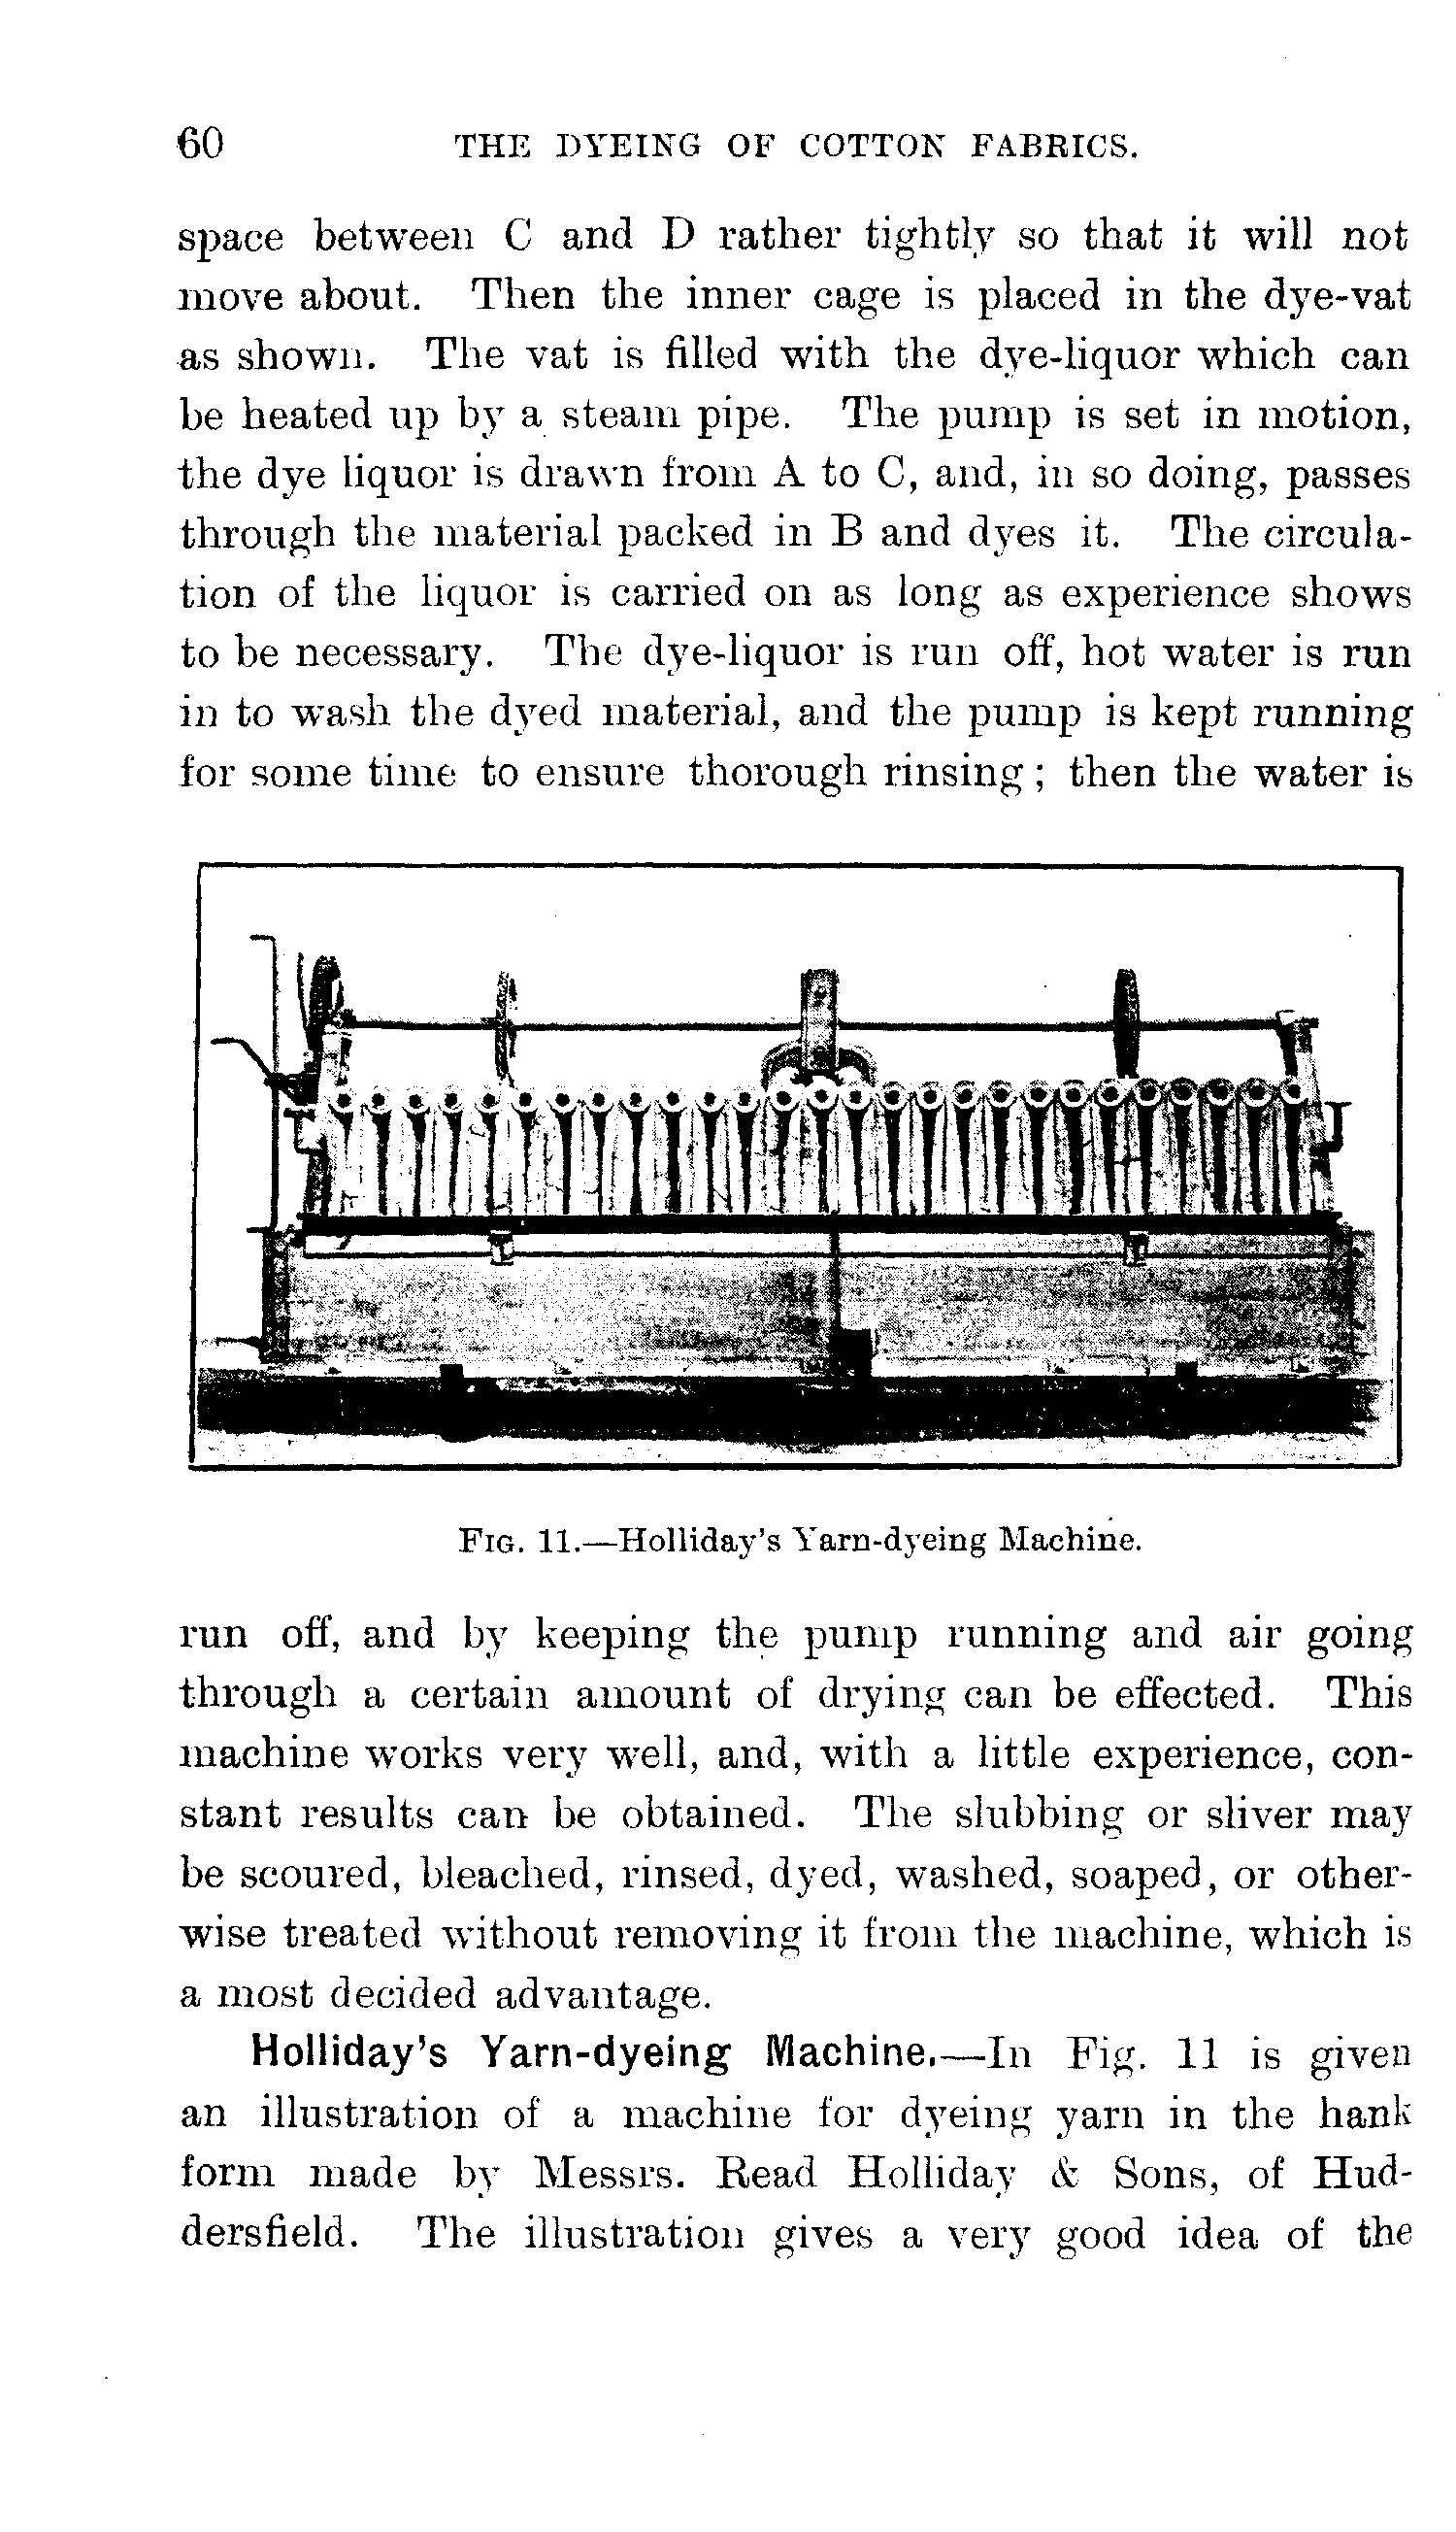 60 THE DYEING OF COTTON FABRICS.
space between C and D rather tightly so that it will not
move about. Then the inner cage is placed in the dye-vat
as shown. The vat is filled with the dye-liquor which can
be heated up by a steam pipe. The pump is set in motion,
the dye liquor is drawn from A to C, and, in so doing, passes
through the material packed in B and dyes it. The circula-
tion of the liquor is carried on as long as experience shows
to be necessary. The dye-liquor is run off, hot water is run
in to wash the dyed material, and the pump is kept running
for some time to ensure thorough rinsing; then the water is
FIG. 11.—Holliday's Yarn-dyeing Machine.
run off, and by keeping the pump running and air going
through a certain amount of drying can be effected. This
machine works very well, and, with a little experience, con-
stant results can be obtained. The slubbing or sliver may
be scoured, bleached, rinsed, dyed, washed, soaped, or other-
wise treated without removing it from the machine, which is
a most decided advantage.
Holliday's Yarn-dyeing Machine.—In Fig. 11 is given
an illustration of a machine for dyeing yarn in the hank
form made by Messrs. Read Holliday & Sons, of Hud-
dersfield. The illustration gives a very good idea of the